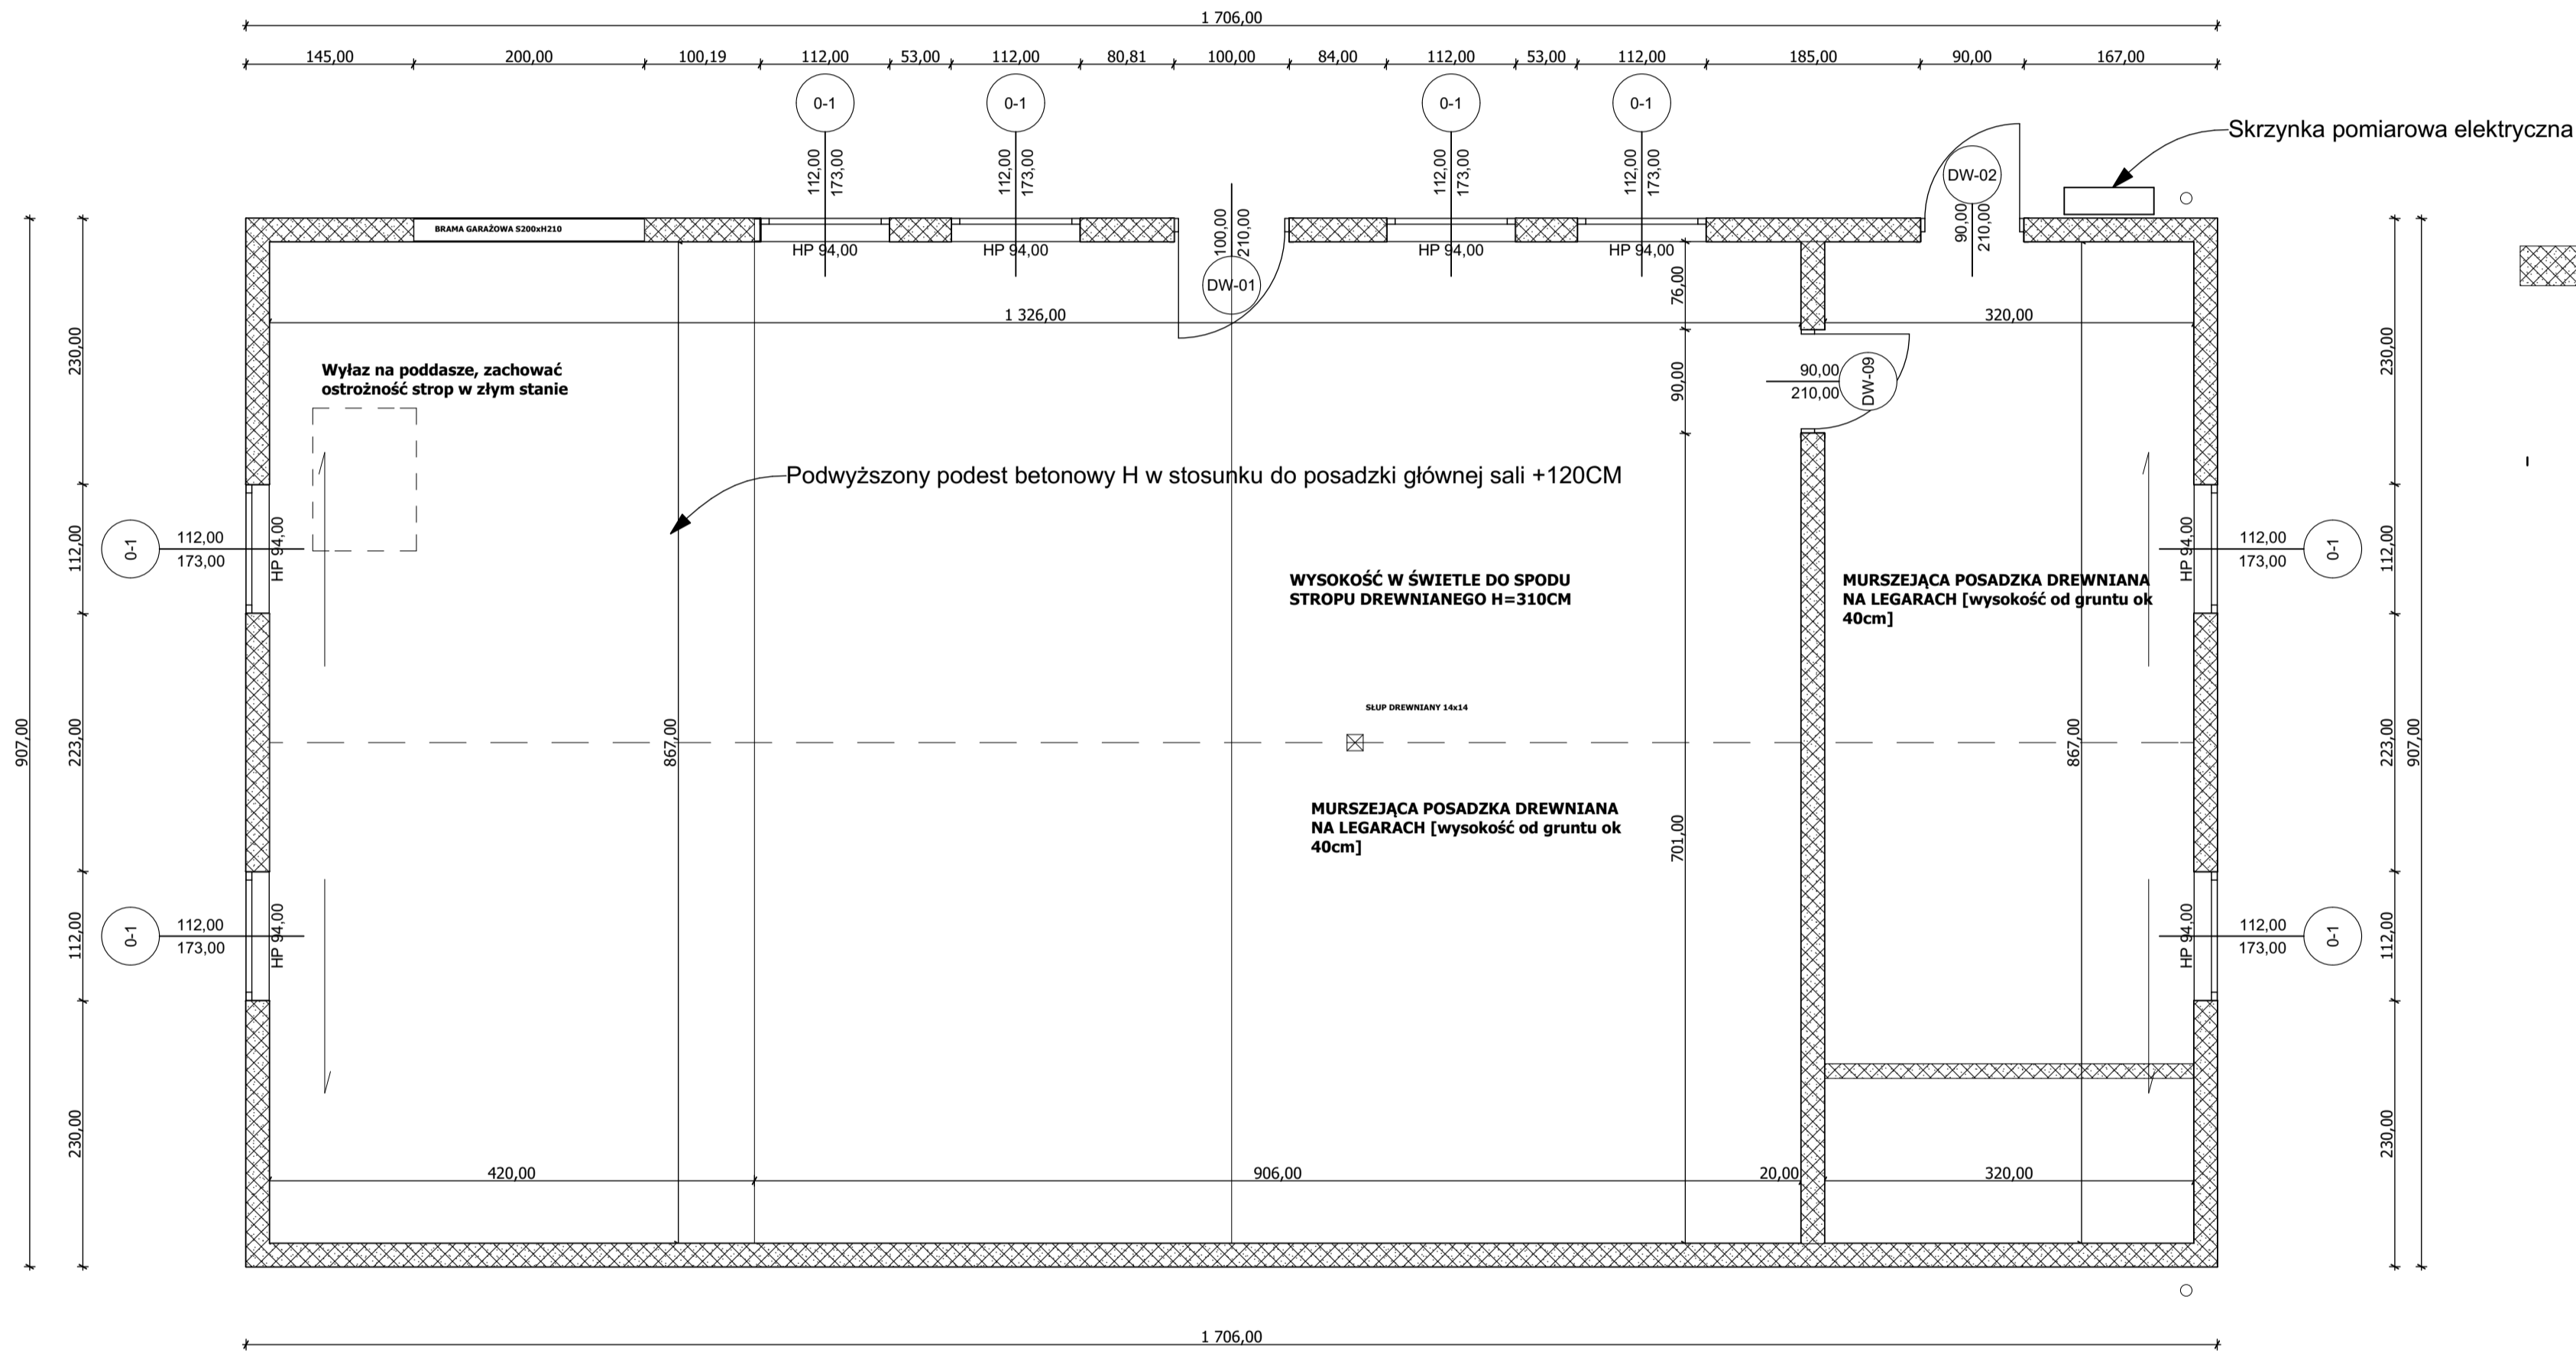 1 706,00
145,00 200,00 100,19 112,00 53,00 112,00 80,81 100,00 84,00 112,00 53,00 112,00 185,00 90,00 167,00
0-1 0-1 0-1 0-1
Skrzynka pomiarowa elektryczna
112,00 112,00 112,00 112,00
173,00 173,00 173,00 173,00
DW-02
90,00
210,00
100,00
210,00
BRAMA GARAŻOWA S200xH210
HP 94,00 HP 94,00 HP 94,00 HP 94,00
DW-01
76,00
1 326,00 320,00
230,00 230,00
Wyłaz na poddasze, zachować
ostrożność strop w złym stanie
90,00
90,00
210,00
DW-09
Podwyższony podest betonowy H w stosunku do posadzki głównej sali +120CM
112,00 0-1 112,00
173,00
HP 94,00
HP 94,00 112,00
173,00
0-1 112,00
WYSOKOŚĆ W ŚWIETLE DO SPODU
STROPU DREWNIANEGO H=310CM
MURSZEJĄCA POSADZKA DREWNIANA
NA LEGARACH [wysokość od gruntu ok
40cm]
SŁUP DREWNIANY 14x14
907,00 223,00 867,00 867,00 223,00 907,00
MURSZEJĄCA POSADZKA DREWNIANA
NA LEGARACH [wysokość od gruntu ok
40cm]
701,00
112,00 0-1 112,00
173,00
HP 94,00
HP 94,00 112,00
173,00
0-1 112,00
230,00 230,00
420,00 906,00 20,00 320,00
1 706,00